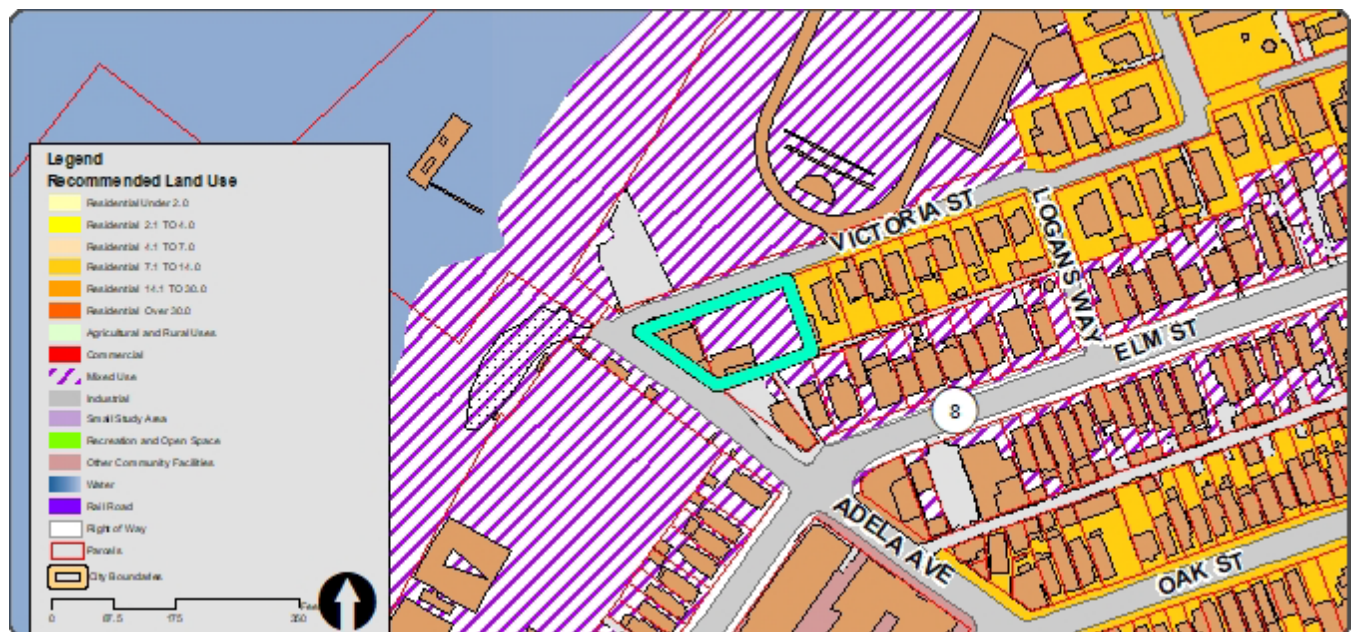 Legend
Recommended Land Use
Residential Under 2.0
Residential 2.1 TO 4.0
Residential 4.1 TO 7.0
Residential 7.1 TO 14.0
Residential 14.1 TO 30.0
Residential Over 30.0
Agricultural and Rural Uses
Commercial
Mixed Use
Industrial
Small Study Area
Recreation and Open Space
Other Community Facilities
Water
Rail Road
Right of Way
Parcels
City Boundaries
0 87.5 175 350
VICTORIA ST
LOGANS WAY
ELM ST
8
ADELA AVE
OAK ST